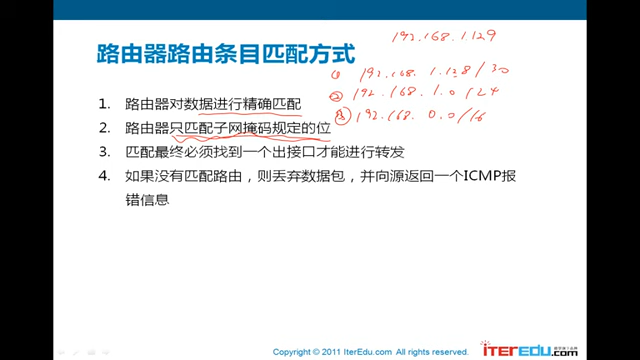 路由器路由条目匹配方式
193.168.1.129
① 192.168.1.128/30
② 192.168.1.0/24
③ 192.168.0.0/16
1. 路由器对数据进行精确匹配
2. 路由器只匹配子网掩码规定的位
3. 匹配最终必须找到一个出接口才能进行转发
4. 如果没有匹配路由，则丢弃数据包，并向源返回一个ICMP报
错信息
Copyright © 2011 IterEdu.com All rights reserved.
iTEREDU.com